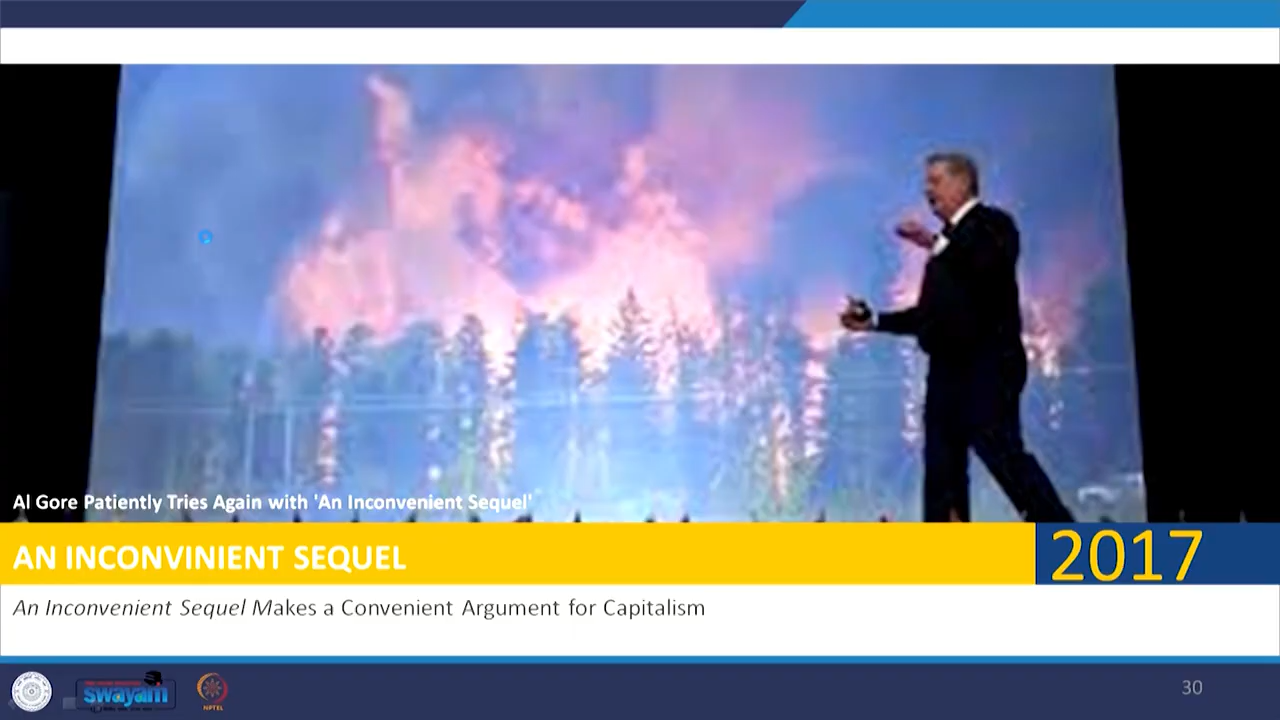 Al Gore Patiently Tries Again with 'An Inconvenient Sequel'
AN INCONVINIENT SEQUEL
2017
An Inconvenient Sequel Makes a Convenient Argument for Capitalism
swayam
NPTEL
30